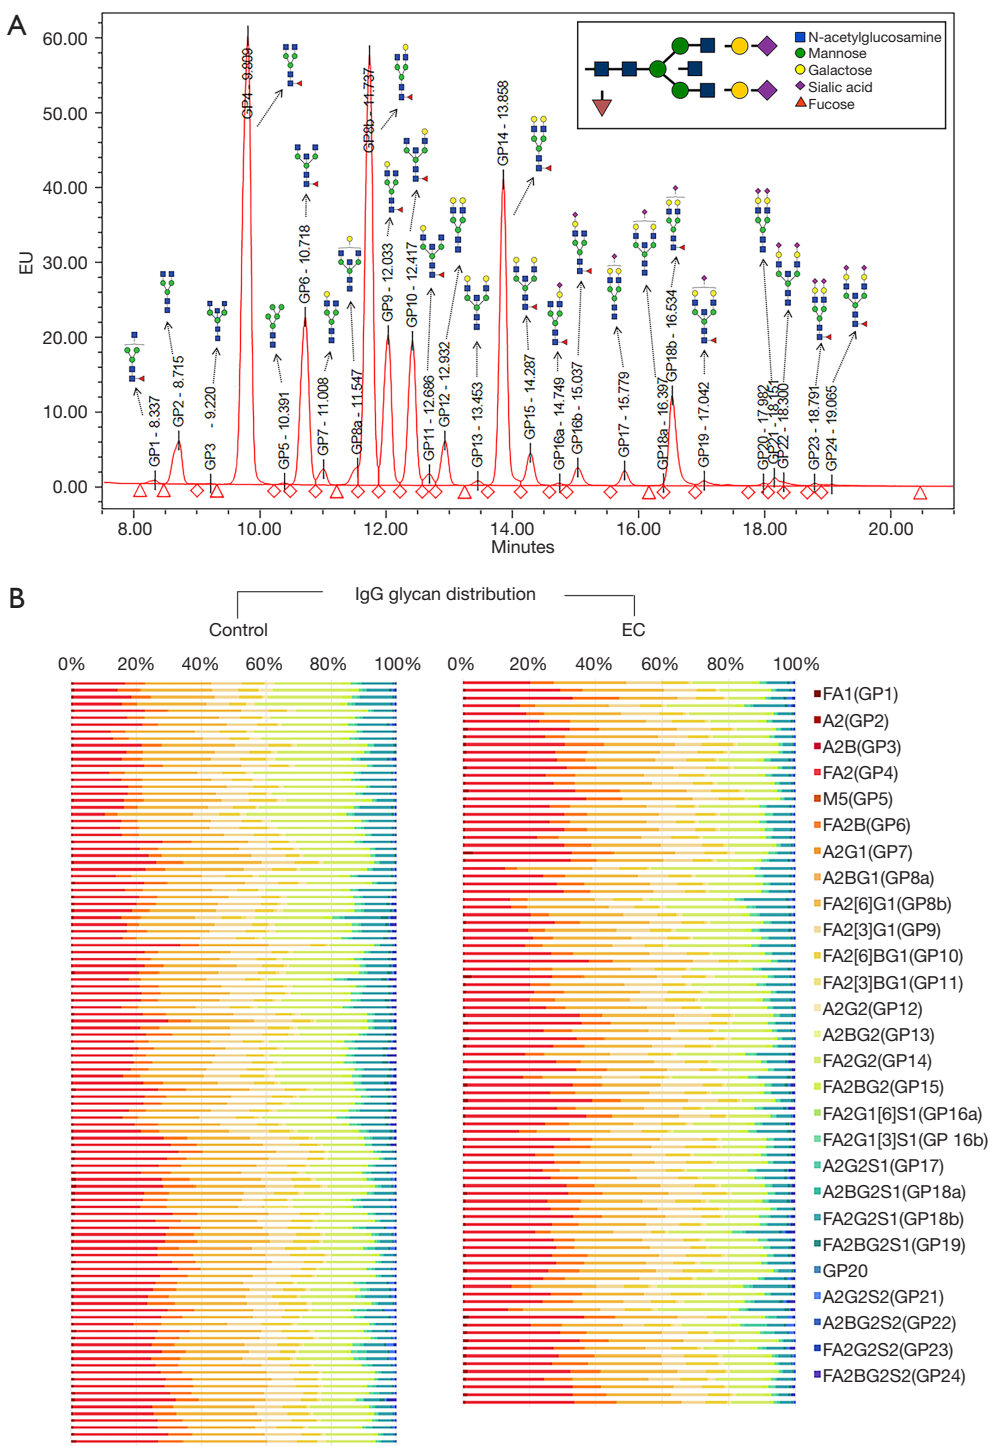 A
EU
60.00
50.00
40.00
30.00
20.00
10.00
0.00
GP1 - 8.337
GP2 - 8.715
GP3 - 9.220
GP4 - 9.809
GP5 - 10.391
GP6 - 10.718
GP7 - 11.008
GP8a - 11.547
GP8b - 11.737
GP9 - 12.033
GP10 - 12.417
GP11 - 12.686
GP12 - 12.932
GP13 - 13.453
GP14 - 13.858
GP15 - 14.287
GP16a - 14.749
GP16b - 15.037
GP17 - 15.779
GP18a - 16.397
GP18b - 16.534
GP19 - 17.042
GP20 - 17.982
GP21 - 18.151
GP22 - 18.300
GP23 - 18.791
GP24 - 19.065
N-acetylglucosamine
Mannose
Galactose
Sialic acid
Fucose
8.00 10.00 12.00 14.00 16.00 18.00 20.00
Minutes
B
IgG glycan distribution
Control EC
0% 20% 40% 60% 80% 100% 0% 20% 40% 60% 80% 100%
FA1(GP1)
A2(GP2)
A2B(GP3)
FA2(GP4)
M5(GP5)
FA2B(GP6)
A2G1(GP7)
A2BG1(GP8a)
FA2[6]G1(GP8b)
FA2[3]G1(GP9)
FA2[6]BG1(GP10)
FA2[3]BG1(GP11)
A2G2(GP12)
A2BG2(GP13)
FA2G2(GP14)
FA2BG2(GP15)
FA2G1[6]S1(GP16a)
FA2G1[3]S1(GP 16b)
A2G2S1(GP17)
A2BG2S1(GP18a)
FA2G2S1(GP18b)
FA2BG2S1(GP19)
GP20
A2G2S2(GP21)
A2BG2S2(GP22)
FA2G2S2(GP23)
FA2BG2S2(GP24)